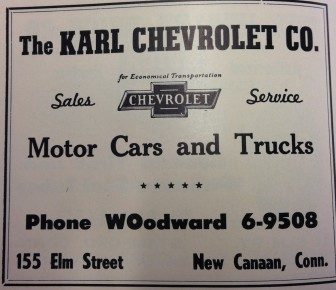 The KARL CHEVROLET CO.
for Economical Transportation
Sales CHEVROLET Service
Motor Cars and Trucks
Phone WOodward 6-9508
155 Elm Street New Canaan, Conn.